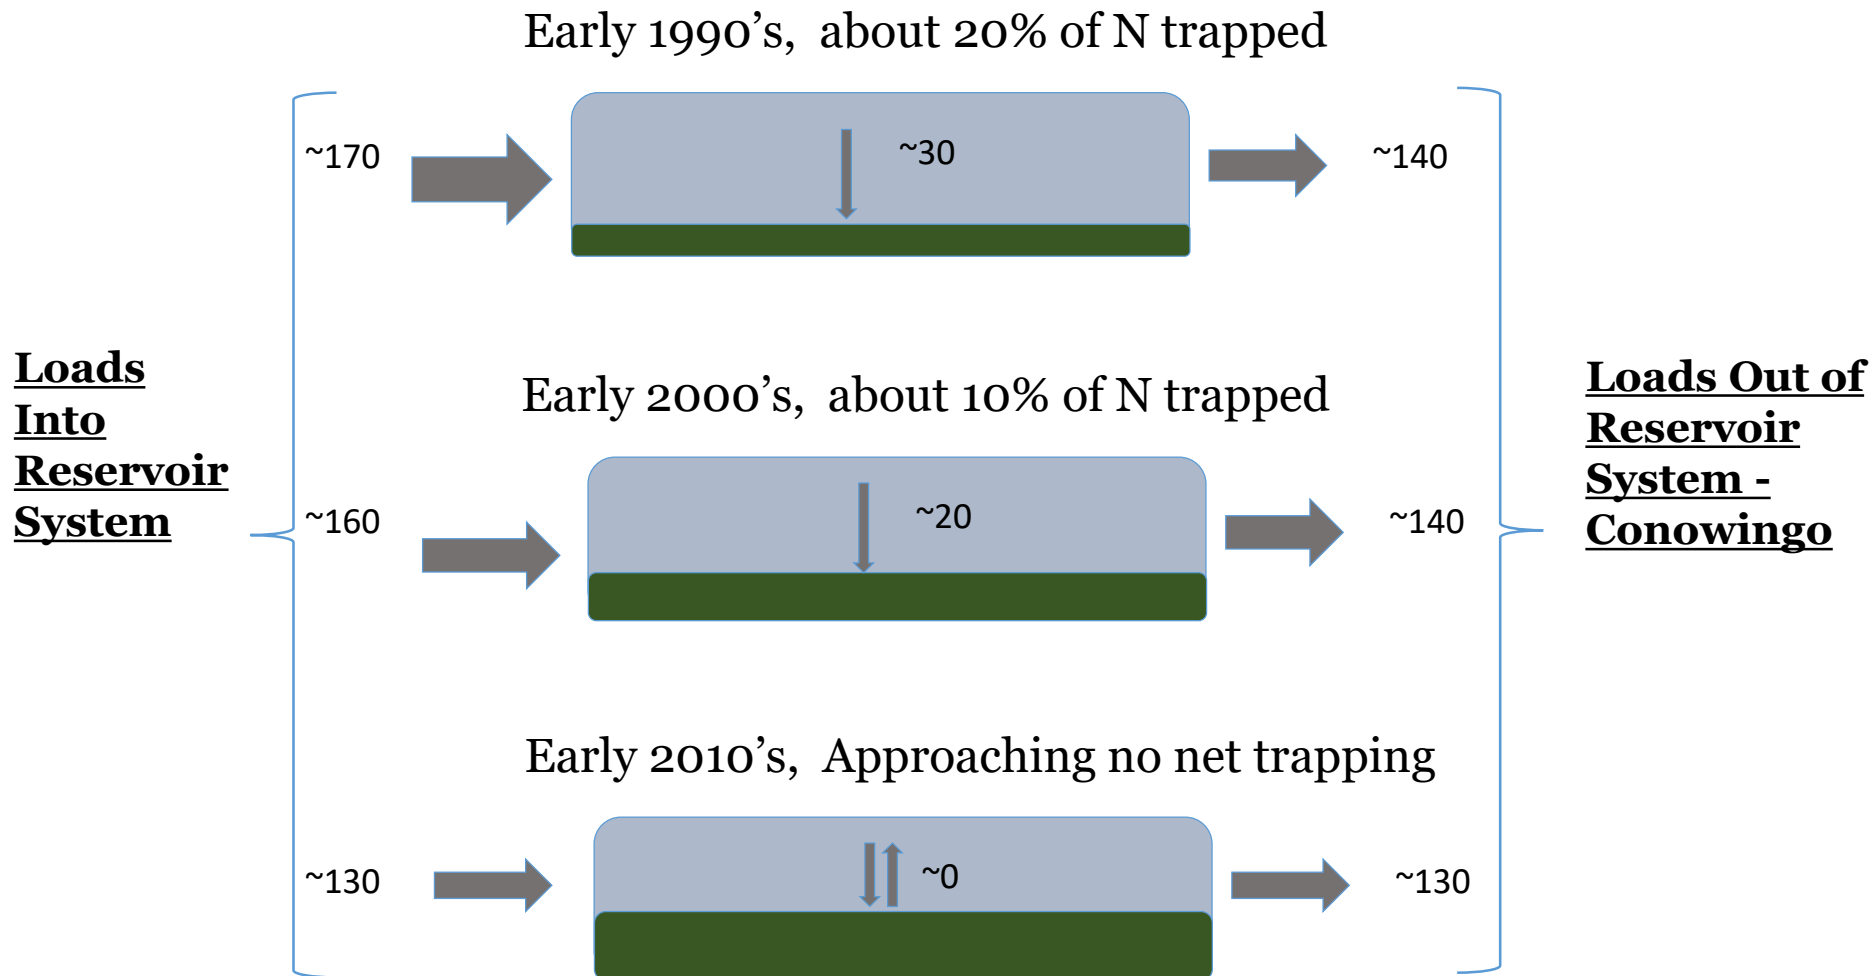 Early 1990’s,  about 20% of N trapped
~170
~30
~140
Loads
Into
Reservoir
System
Early 2000’s,  about 10% of N trapped
~160
~20
~140
Loads Out of
Reservoir
System -
Conowingo
Early 2010’s,  Approaching no net trapping
~130
~0
~130